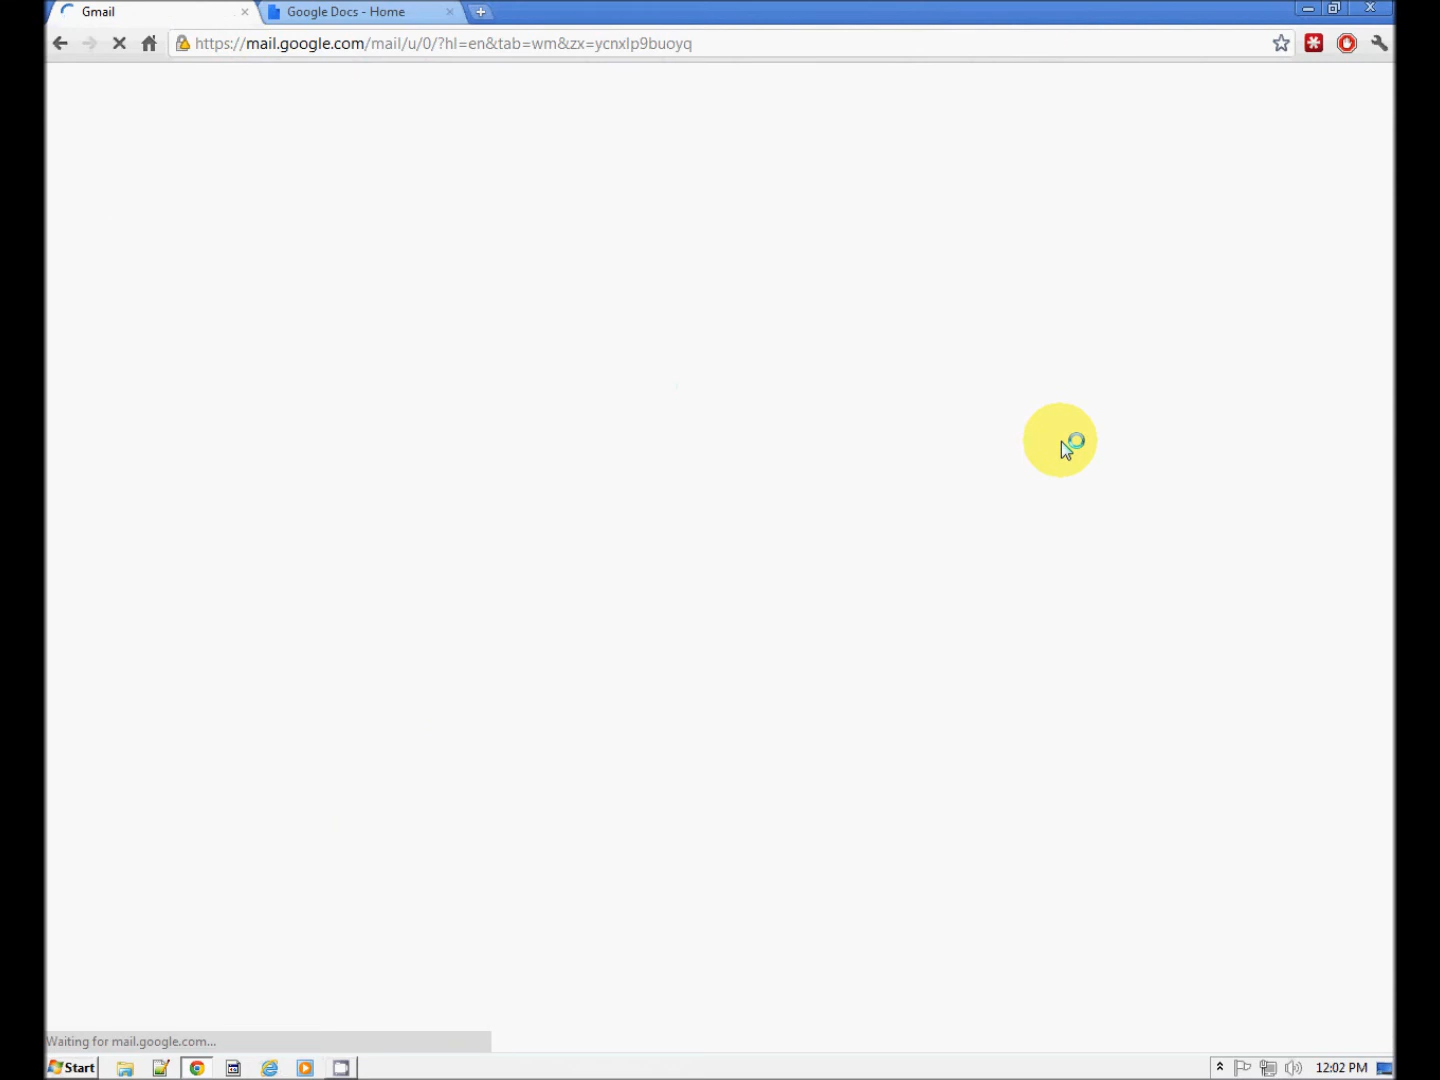 Gmail
Google Docs - Home
https://mail.google.com/mail/u/0/?hl=en&tab=wm&zx=ycnxlp9buoyq
Waiting for mail.google.com...
Start
12:02 PM